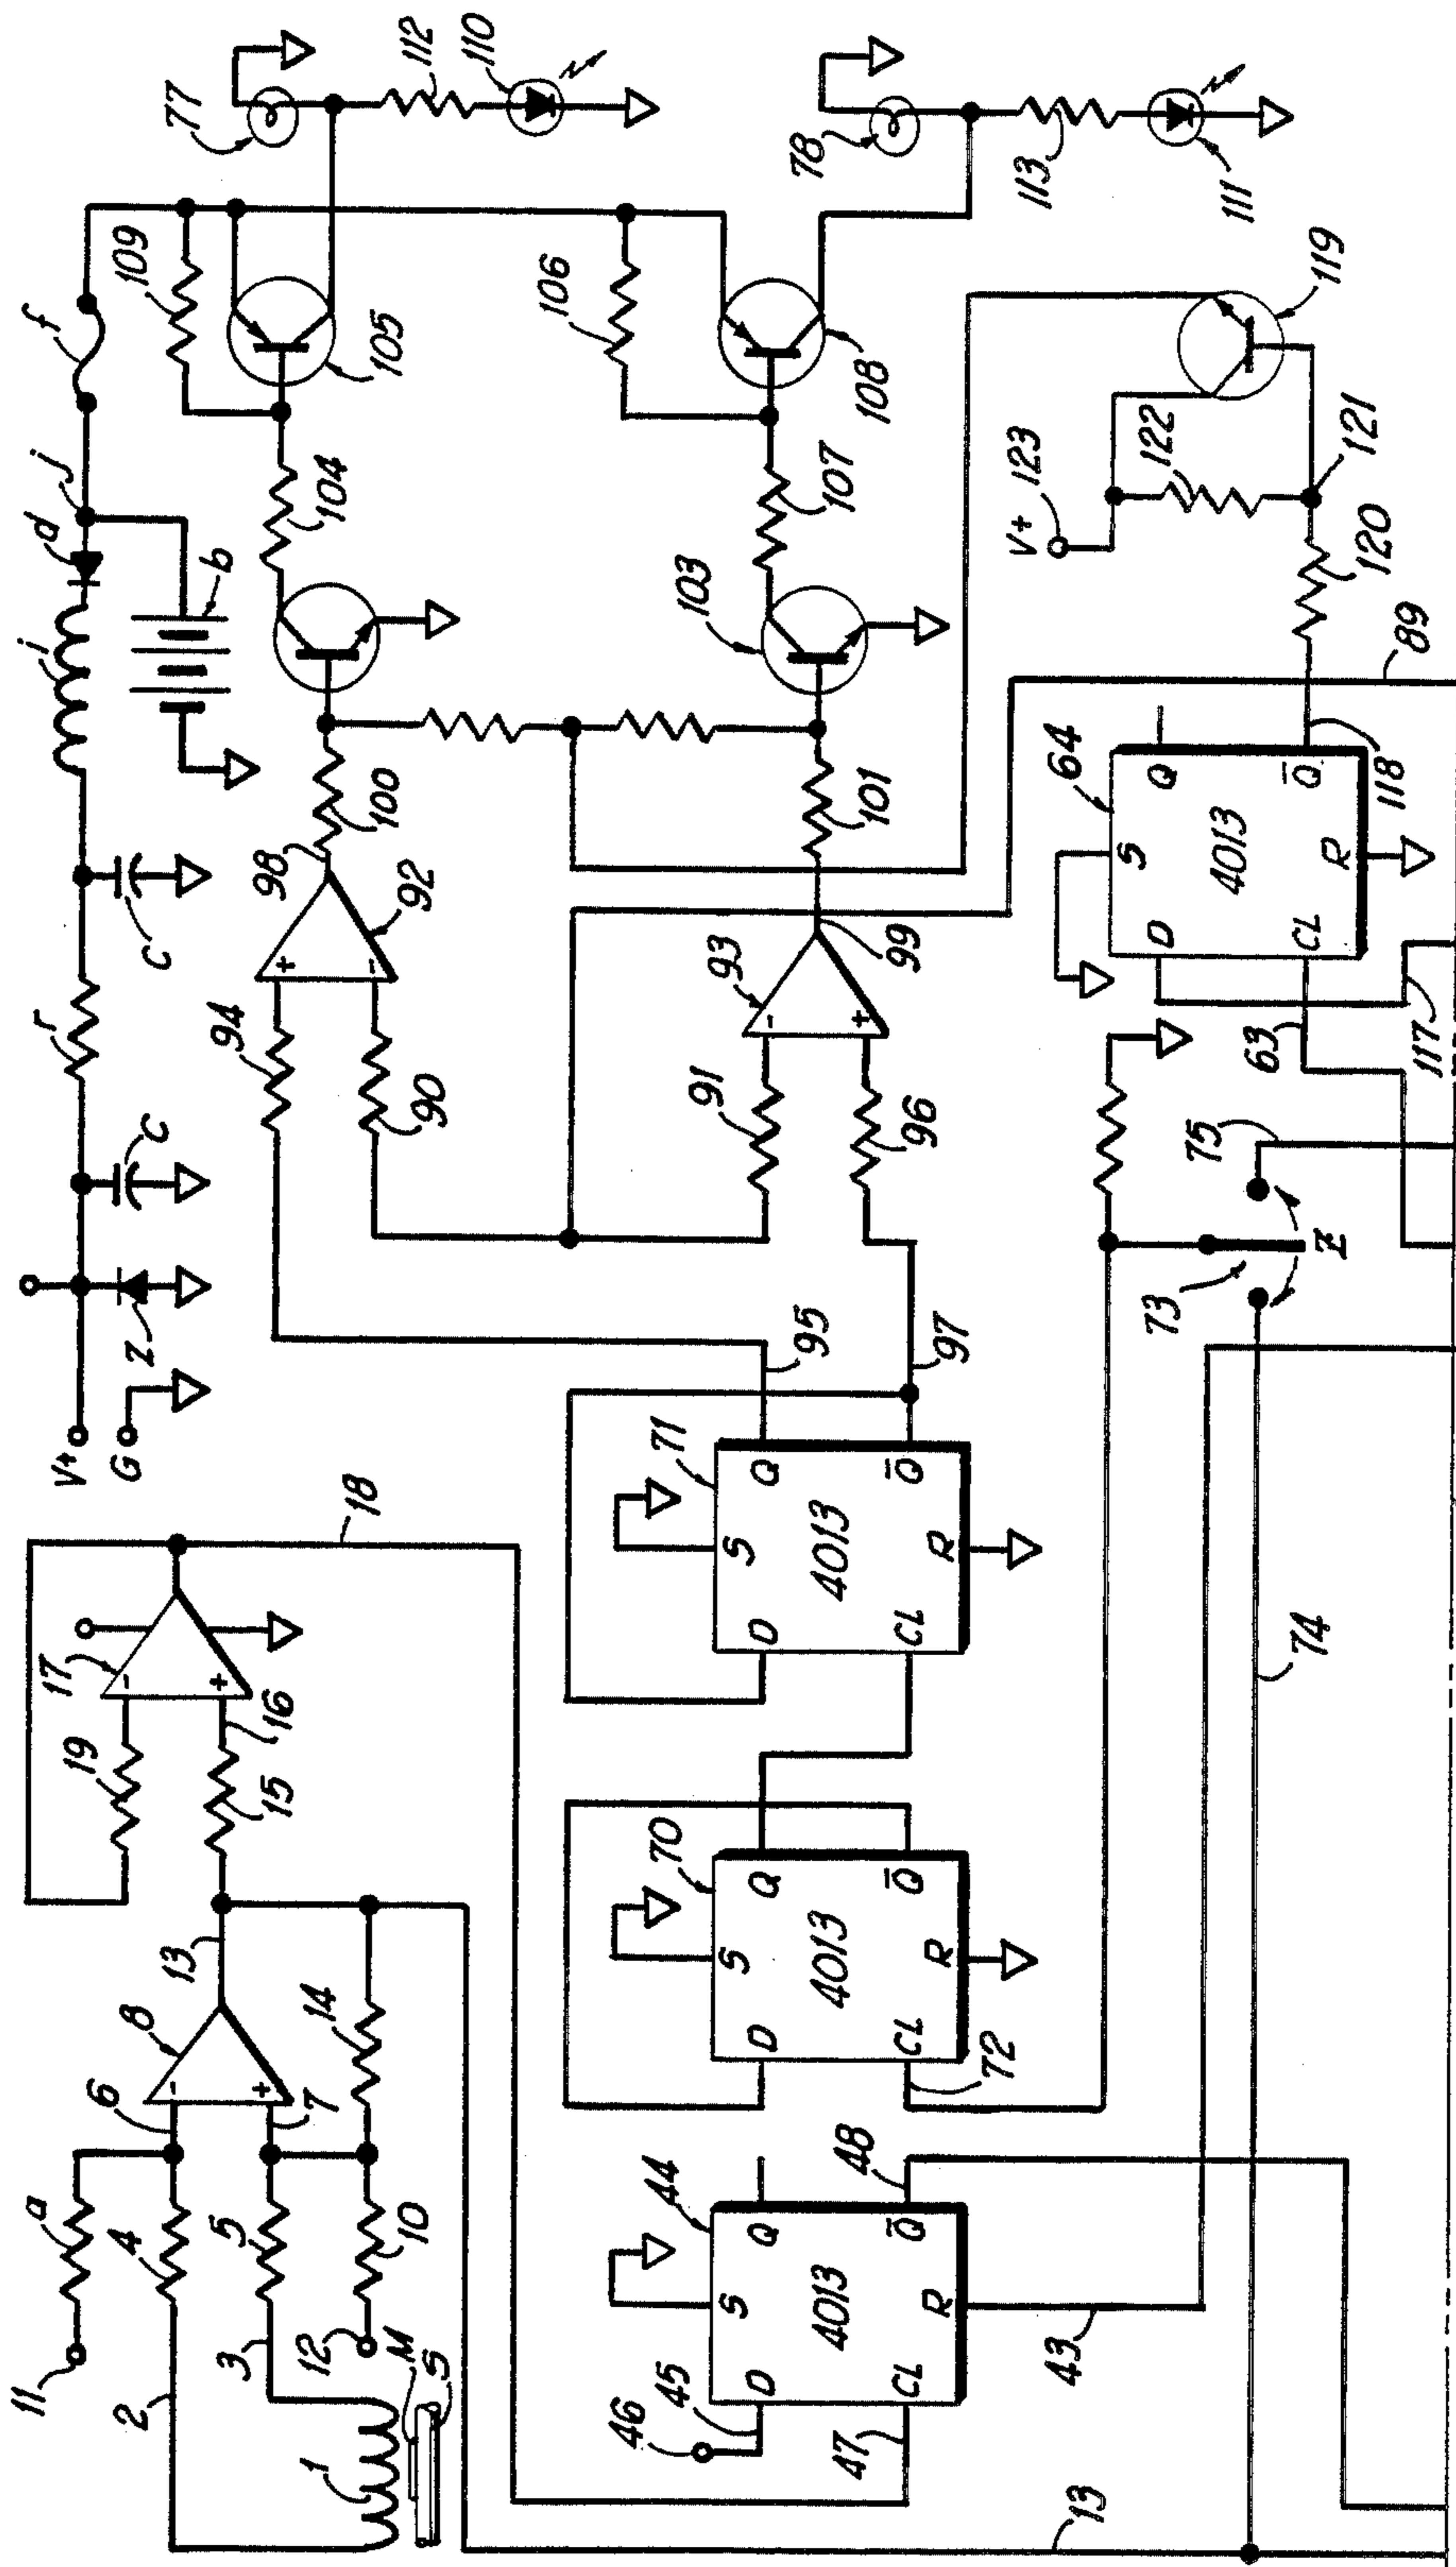 11
a
2
4
6
8
-
+
3
5
7
1
M
S
12
10
14
13
19
15
17
-
+
16
18
V+
G
Z
C
r
C
i
d
j
f
b
46
45
47
D
S
Q
44
4013
CL
R
Q̅
48
43
13
D
S
Q
70
4013
CL
R
Q̅
72
D
S
Q
71
4013
CL
R
Q̅
95
97
94
90
91
96
+
-
92
98
-
+
93
99
100
101
103
104
107
109
106
105
108
77
112
110
78
113
111
74
73
Z
75
63
117
D
S
Q
64
4013
CL
R
Q̅
118
89
120
121
122
V+
123
119